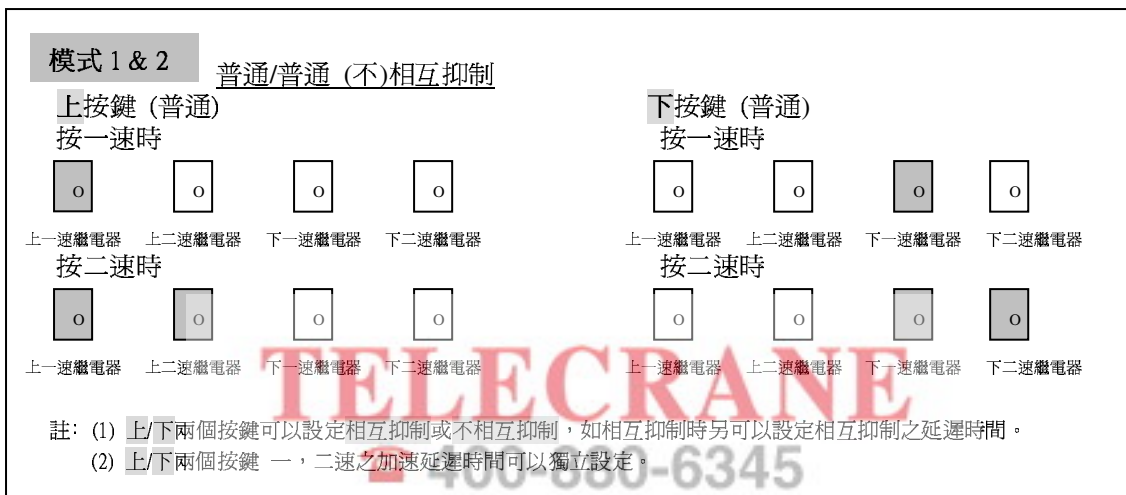 模式 1 & 2
普通/普通 (不)相互抑制
上按鍵 (普通)
按一速時
o o o o
上一速繼電器 上二速繼電器 下一速繼電器 下二速繼電器
按二速時
o o o o
上一速繼電器 上二速繼電器 下一速繼電器 下二速繼電器
下按鍵 (普通)
按一速時
o o o o
上一速繼電器 上二速繼電器 下一速繼電器 下二速繼電器
按二速時
o o o o
上一速繼電器 上二速繼電器 下一速繼電器 下二速繼電器
TELECRANE
註: (1) 上/下兩個按鍵可以設定相互抑制或不相互抑制，如相互抑制時另可以設定相互抑制之延遲時間。
(2) 上/下兩個按鍵 一，二速之加速延遲時間可以獨立設定。
☎400-880-6345